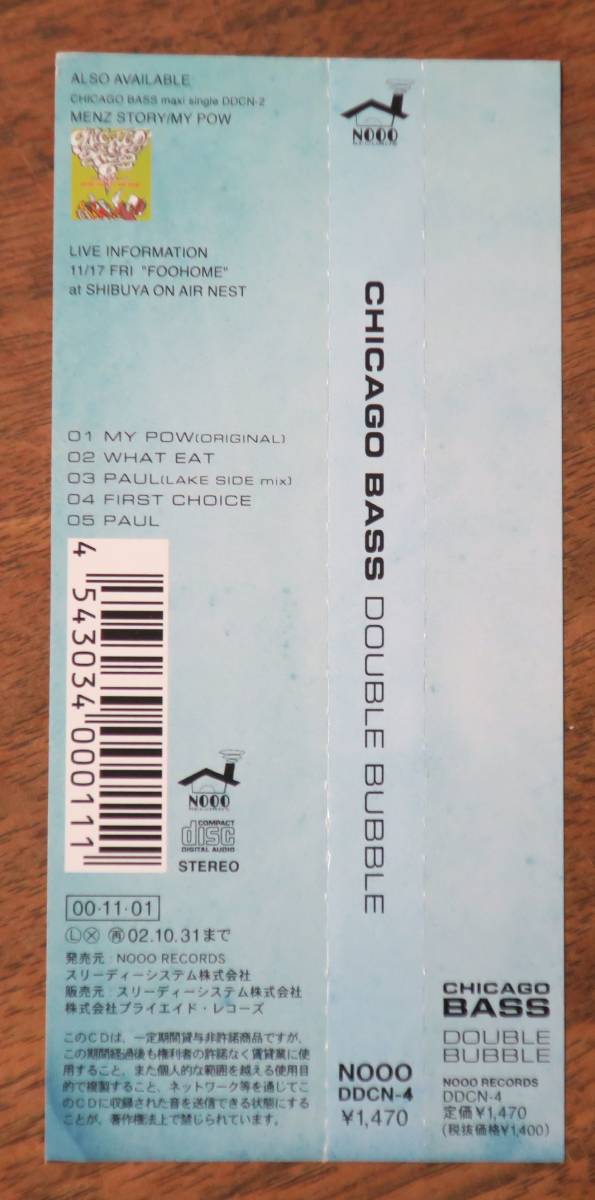 ALSO AVAILABLE
CHICAGO BASS maxi single DDCN-2
MENZ STORY/MY POW
LIVE INFORMATION
11/17 FRI "FOOHOME"
at SHIBUYA ON AIR NEST
01 MY POW(ORIGINAL)
02 WHAT EAT
03 PAUL(LAKE SIDE mix)
04 FIRST CHOICE
05 PAUL
4 543034 000111
NOOO
COMPACT
disc
DIGITAL AUDIO
STEREO
00・11・01
Ⓛ Ⓧ ㊞02.10.31まで
発売元：NOOO RECORDS
スリーディーシステム株式会社
販売元：スリーディーシステム株式会社
株式会社ブライエイド・レコーズ
このCDは、一定期間貸与非許諾商品ですが、
この期間経過後も権利者の許諾なく賃貸業に使
用すること、また個人的な範囲を越える使用目
的で複製すること、ネットワーク等を通じてこ
のCDに収録された音を送信できる状態にする
ことが、著作権法上で禁じられています。
NOOO
CHICAGO BASS DOUBLE BUBBLE
NOOO
DDCN-4
¥1,470
CHICAGO
BASS
DOUBLE
BUBBLE
NOOO RECORDS
DDCN-4
定価¥1,470
(税抜価格¥1,400)